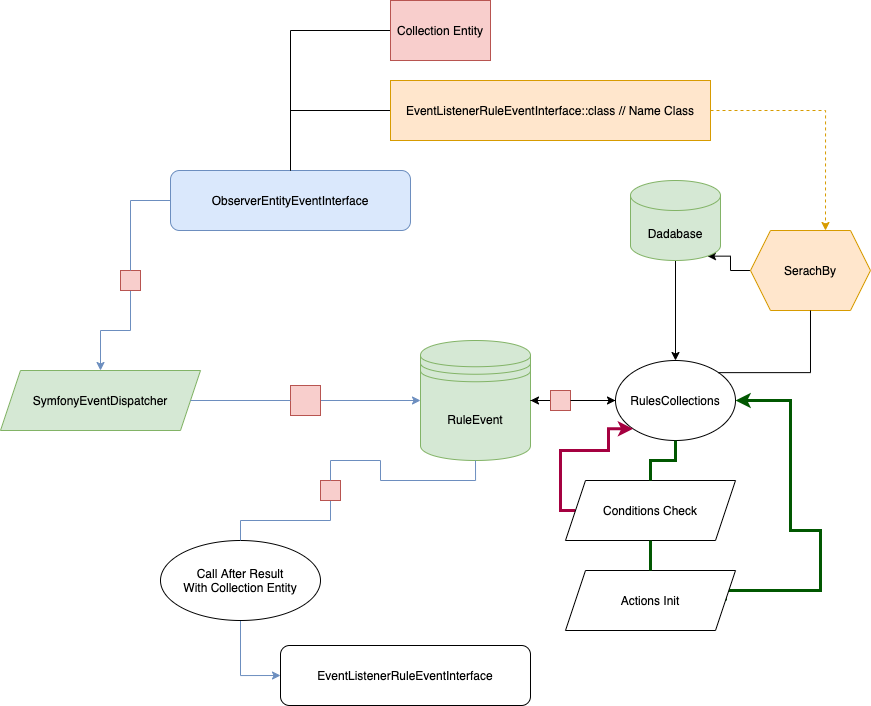 Collection Entity
EventListenerRuleEventInterface::class // Name Class
ObserverEntityEventInterface
Dadabase
SerachBy
SymfonyEventDispatcher
RuleEvent
RulesCollections
Conditions Check
Call After Result
With Collection Entity
Actions Init
EventListenerRuleEventInterface